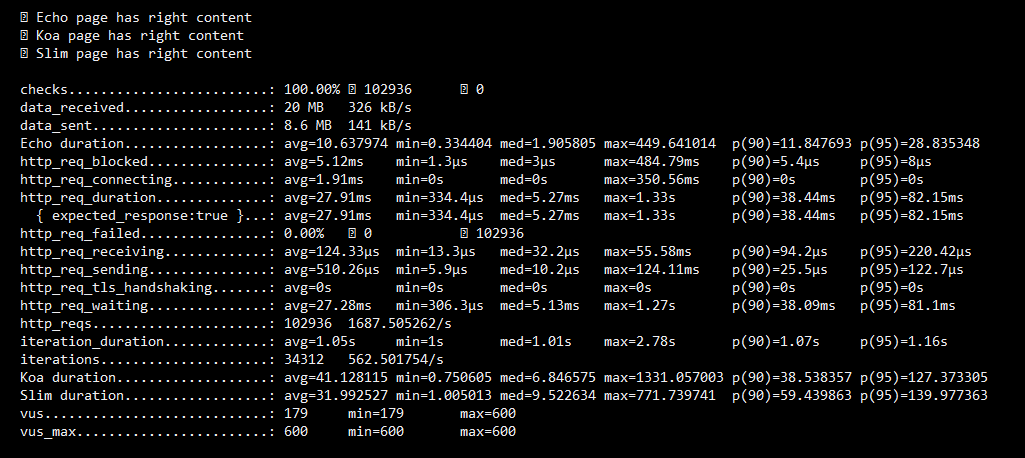 Echo page has right content
Koa page has right content
Slim page has right content
checks.........................: 100.00% 102936 0
data_received..................: 20 MB 326 kB/s
data_sent......................: 8.6 MB 141 kB/s
Echo duration..................: avg=10.637974 min=0.334404 med=1.905805 max=449.641014 p(90)=11.847693 p(95)=28.835348
http_req_blocked...............: avg=5.12ms min=1.3µs med=3µs max=484.79ms p(90)=5.4µs p(95)=8µs
http_req_connecting............: avg=1.91ms min=0s med=0s max=350.56ms p(90)=0s p(95)=0s
http_req_duration..............: avg=27.91ms min=334.4µs med=5.27ms max=1.33s p(90)=38.44ms p(95)=82.15ms
{ expected_response:true }...: avg=27.91ms min=334.4µs med=5.27ms max=1.33s p(90)=38.44ms p(95)=82.15ms
http_req_failed................: 0.00% 0 102936
http_req_receiving.............: avg=124.33µs min=13.3µs med=32.2µs max=55.58ms p(90)=94.2µs p(95)=220.42µs
http_req_sending...............: avg=510.26µs min=5.9µs med=10.2µs max=124.11ms p(90)=25.5µs p(95)=122.7µs
http_req_tls_handshaking.......: avg=0s min=0s med=0s max=0s p(90)=0s p(95)=0s
http_req_waiting...............: avg=27.28ms min=306.3µs med=5.13ms max=1.27s p(90)=38.09ms p(95)=81.1ms
http_reqs......................: 102936 1687.505262/s
iteration_duration.............: avg=1.05s min=1s med=1.01s max=2.78s p(90)=1.07s p(95)=1.16s
iterations.....................: 34312 562.501754/s
Koa duration...................: avg=41.128115 min=0.750605 med=6.846575 max=1331.057003 p(90)=38.538357 p(95)=127.373305
Slim duration..................: avg=31.992527 min=1.005013 med=9.522634 max=771.739741 p(90)=59.439863 p(95)=139.977363
vus............................: 179 min=179 max=600
vus_max........................: 600 min=600 max=600